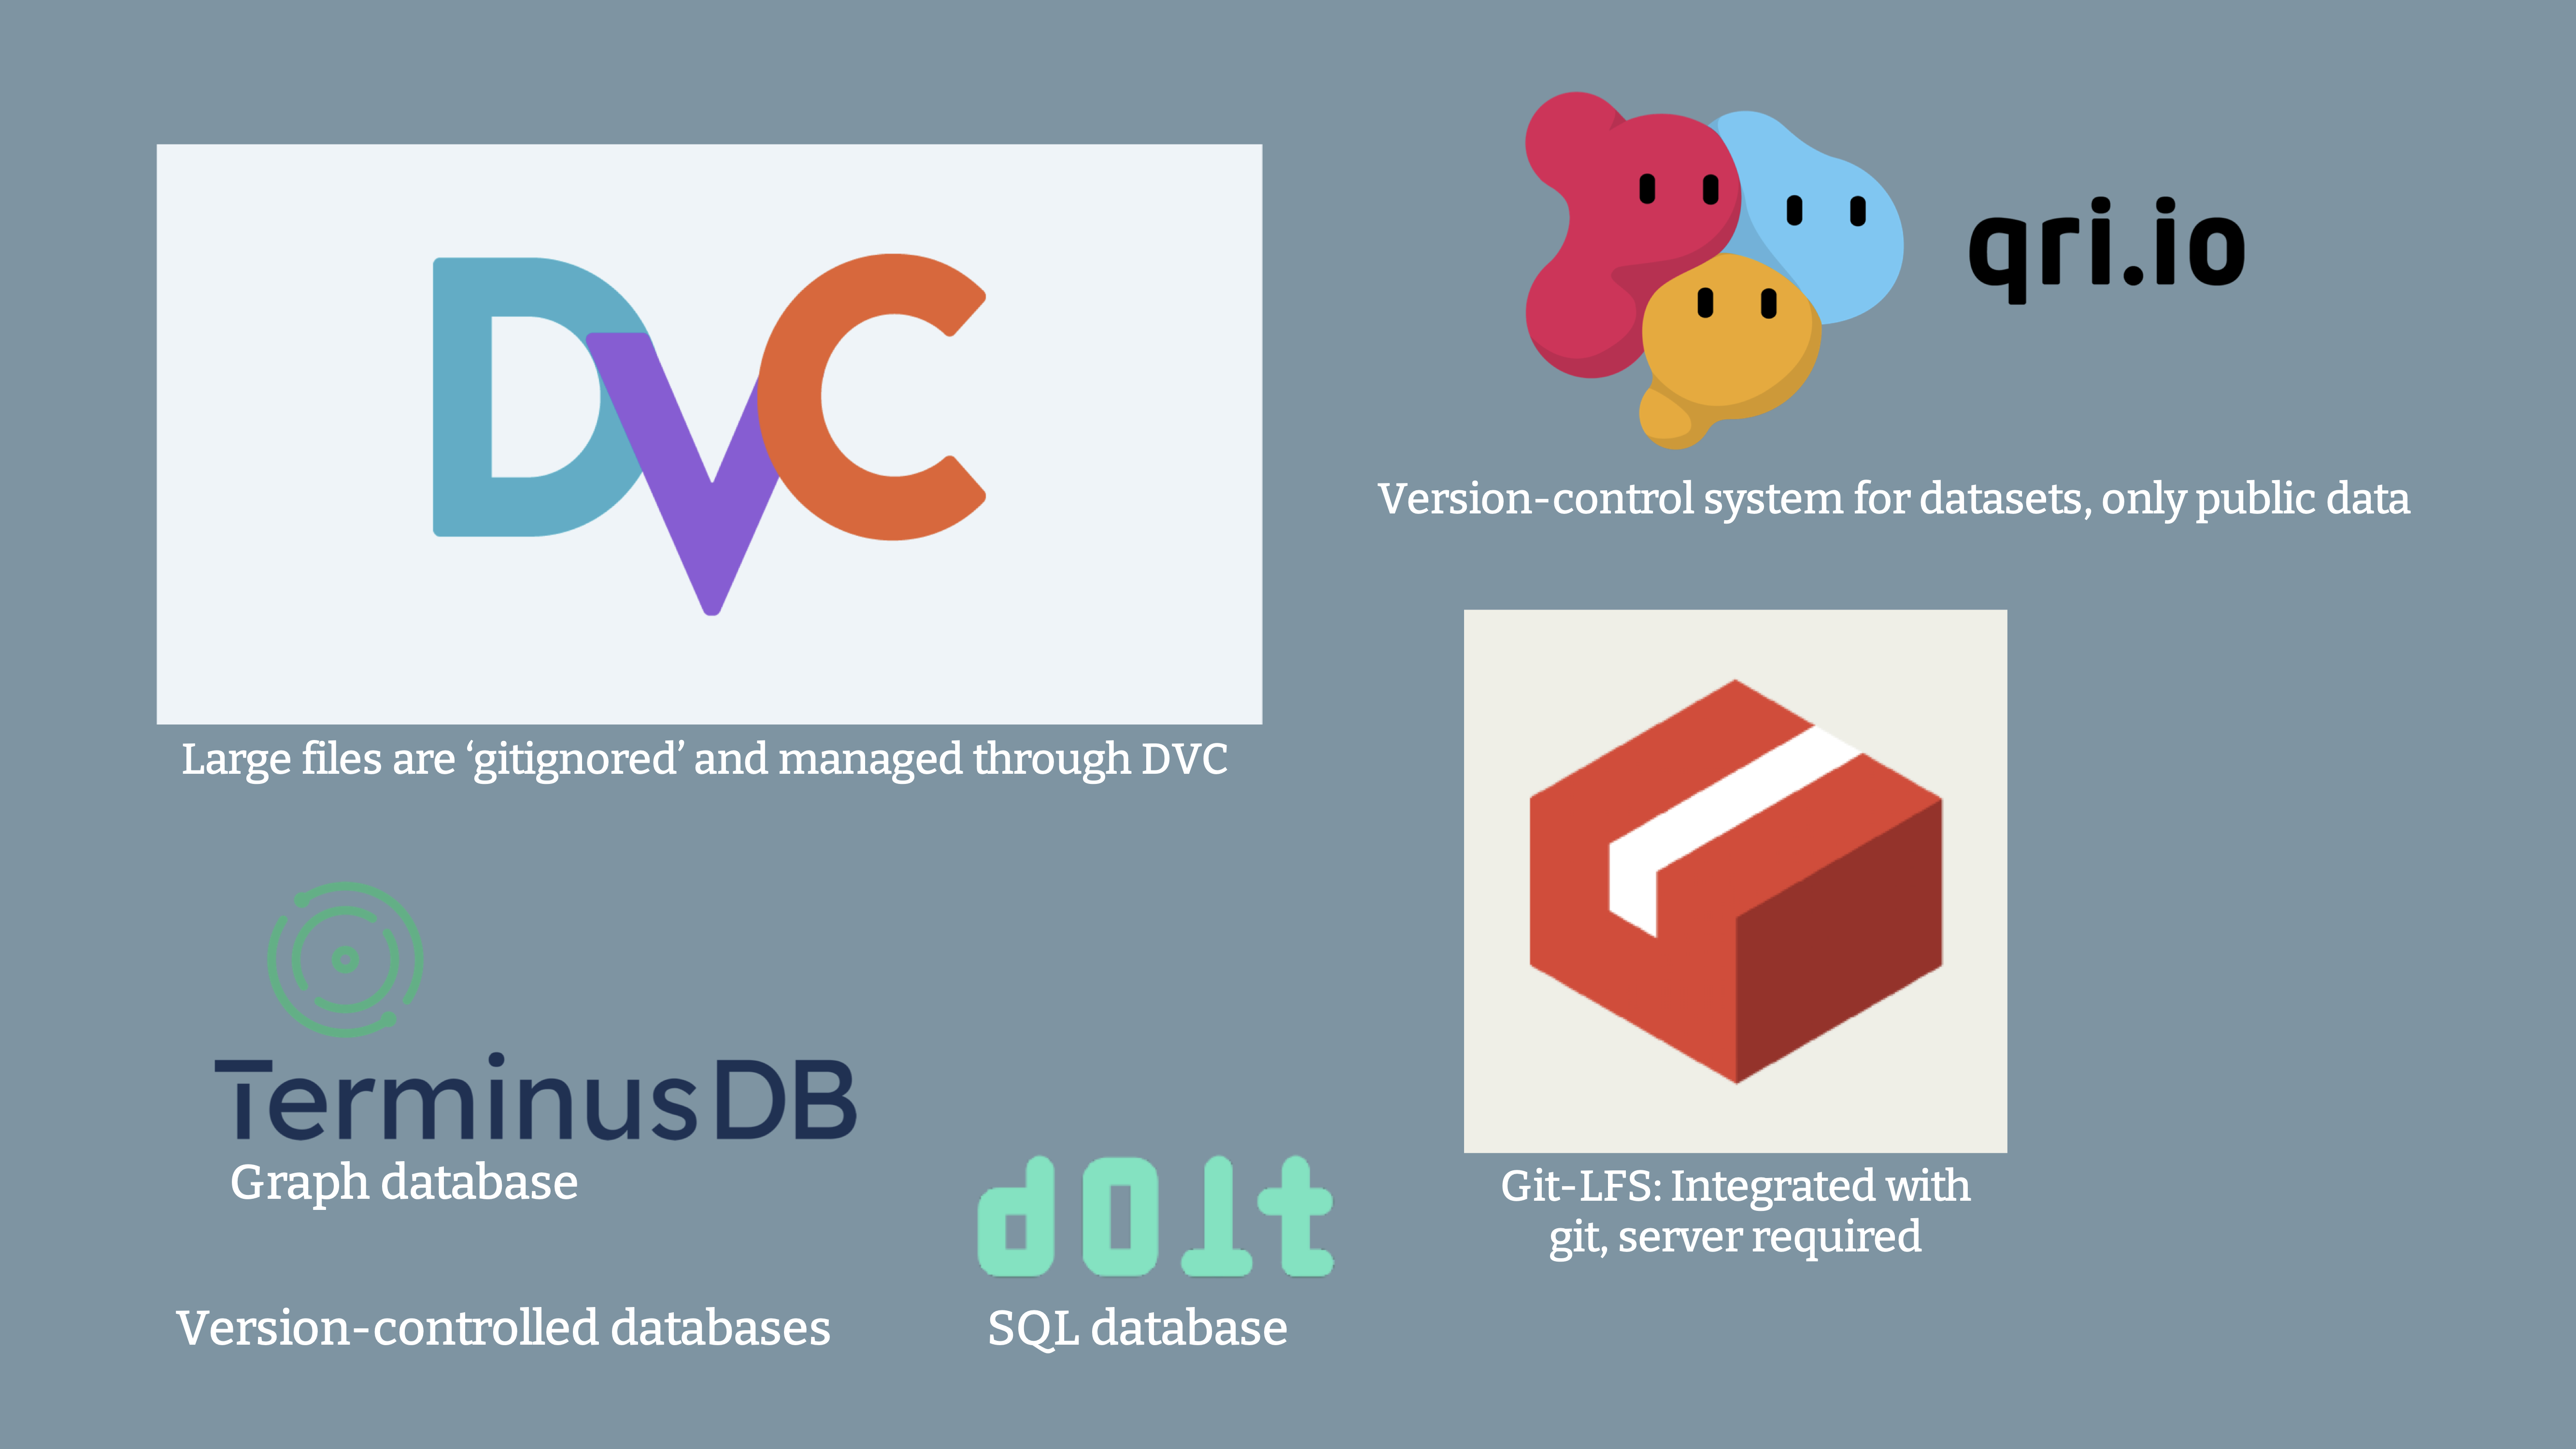 DVC
Large files are ‘gitignored’ and managed through DVC
qri.io
Version-control system for datasets, only public data
TerminusDB
Graph database
Version-controlled databases
dolt
SQL database
Git-LFS: Integrated with
git, server required